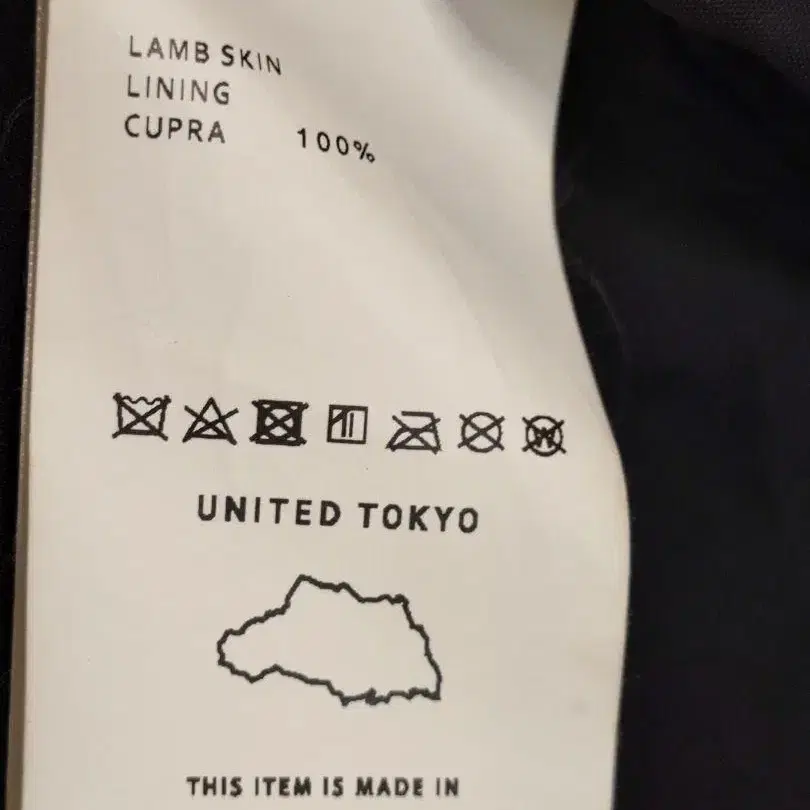 LAMB SKIN
LINING
CUPRA 100%
UNITED TOKYO
THIS ITEM IS MADE IN